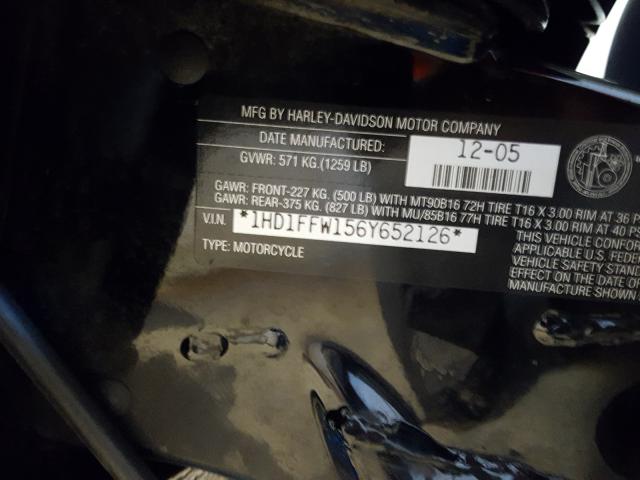 MFG BY HARLEY-DAVIDSON MOTOR COMPANY
DATE MANUFACTURED: 12-05
GVWR: 571 KG.(1259 LB)
GAWR: FRONT-227 KG. (500 LB) WITH MT90B16 72H TIRE T16 X 3.00 RIM AT 36
GAWR: REAR-375 KG. (827 LB) WITH MU/85B16 77H TIRE T16 X 3.00 RIM AT 40 PS
V.I.N. *1HD1FFW156Y652126*
TYPE: MOTORCYCLE
THIS VEHICLE CONFOR
APPLICABLE U.S. FEDER
VEHICLE SAFETY STAN
EFFECT ON THE DATE O
MANUFACTURE SHOWN